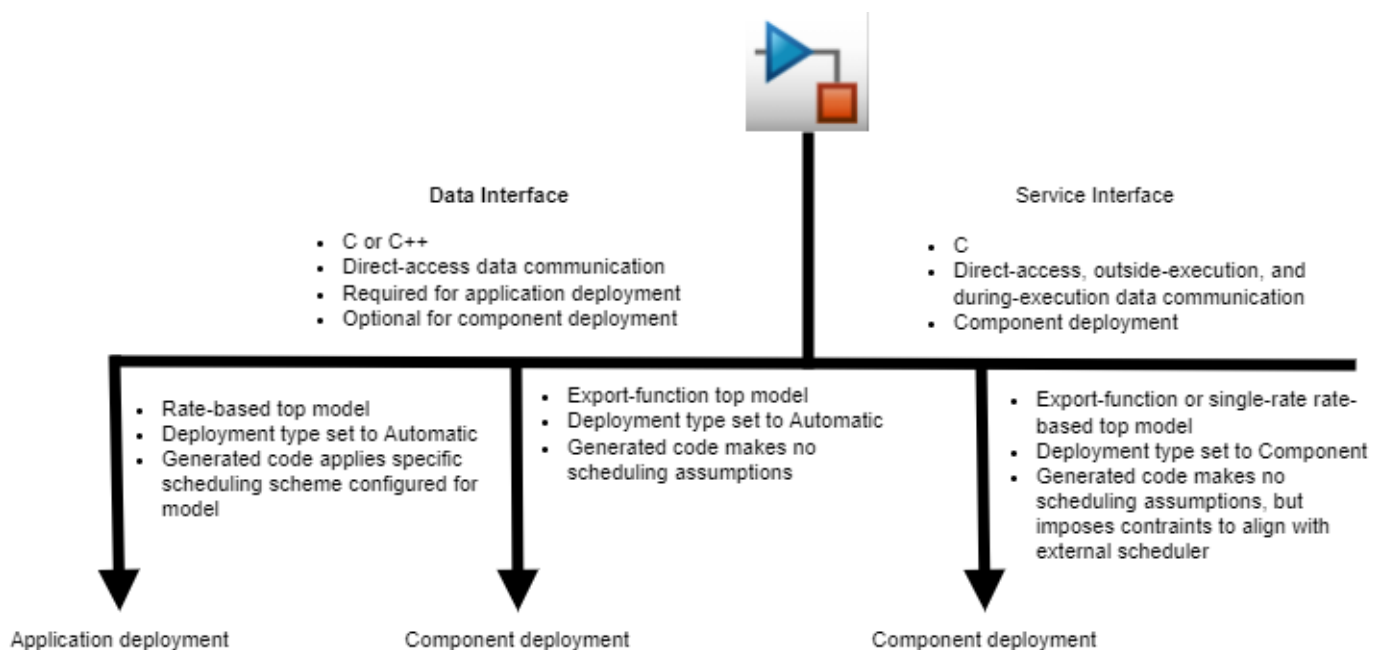 Data Interface
• C or C++
• Direct-access data communication
• Required for application deployment
• Optional for component deployment
Service Interface
• C
• Direct-access, outside-execution, and
during-execution data communication
• Component deployment
• Rate-based top model
• Deployment type set to Automatic
• Generated code applies specific
scheduling scheme configured for
model
• Export-function top model
• Deployment type set to Automatic
• Generated code makes no
scheduling assumptions
• Export-function or single-rate rate-
based top model
• Deployment type set to Component
• Generated code makes no
scheduling assumptions, but
imposes contraints to align with
external scheduler
Application deployment
Component deployment
Component deployment